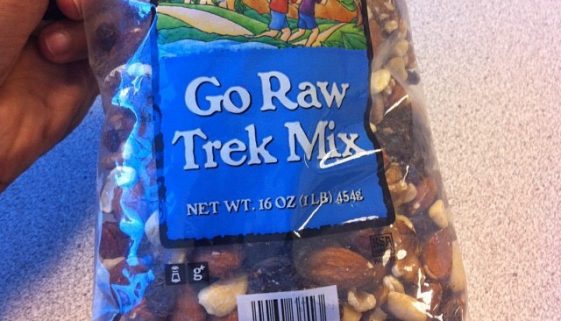 Go Raw
Trek Mix
NET WT. 16 OZ (1 LB) 454g
g+